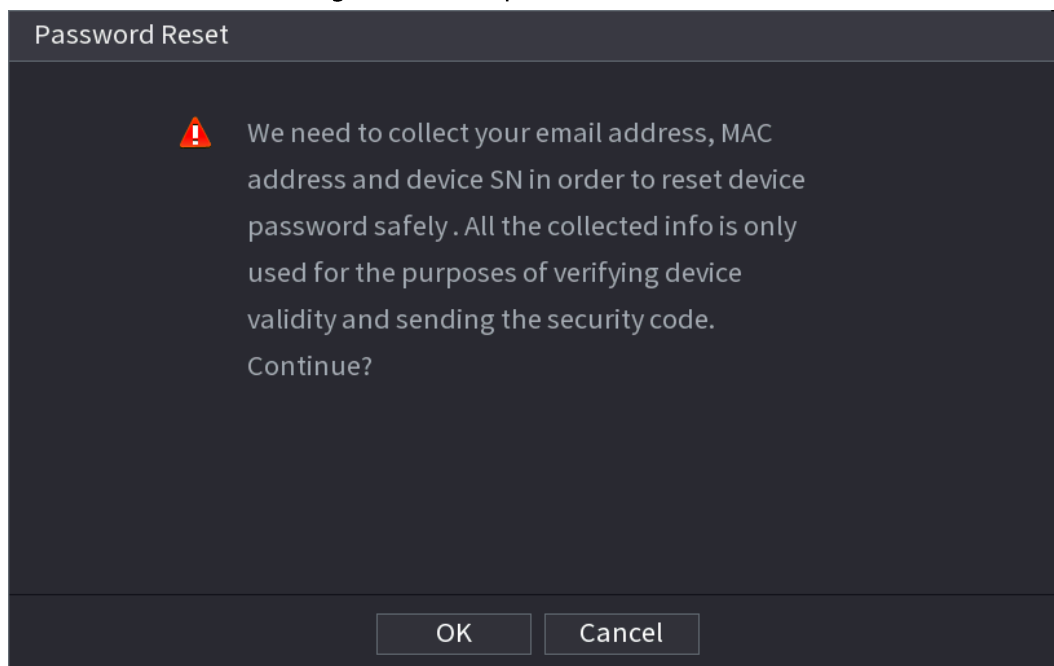 Password Reset
We need to collect your email address, MAC
address and device SN in order to reset device
password safely . All the collected info is only
used for the purposes of verifying device
validity and sending the security code.
Continue?
OK Cancel